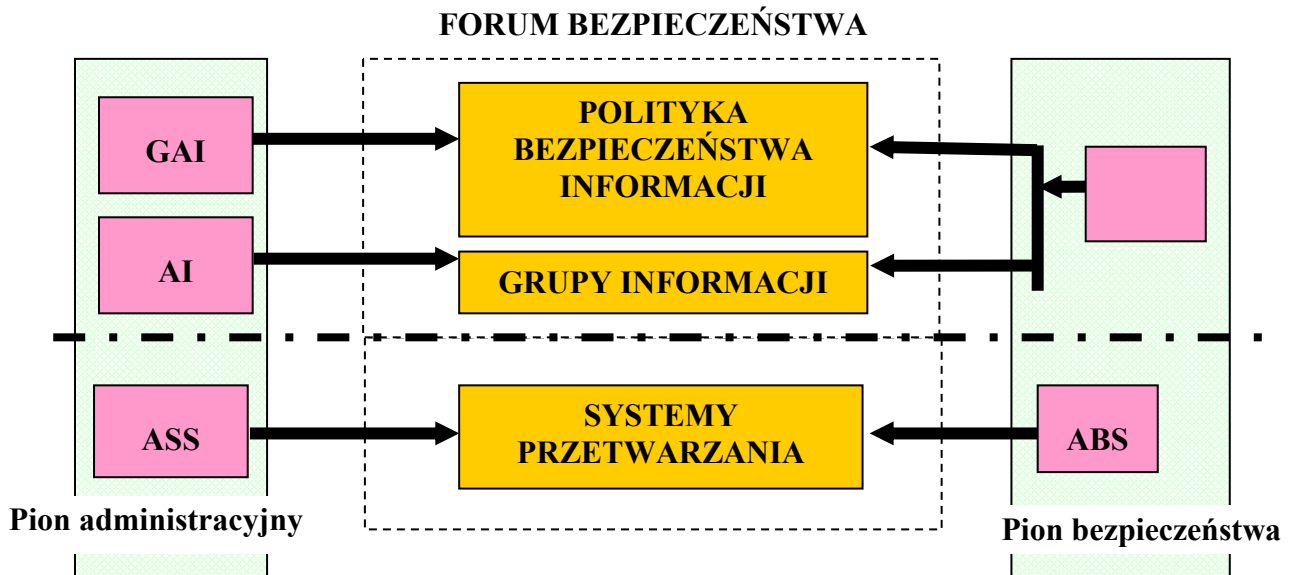 FORUM BEZPIECZEŃSTWA
GAI
POLITYKA
BEZPIECZEŃSTWA
INFORMACJI
AI
GRUPY INFORMACJI
ASS
SYSTEMY
PRZETWARZANIA
ABS
Pion administracyjny
Pion bezpieczeństwa